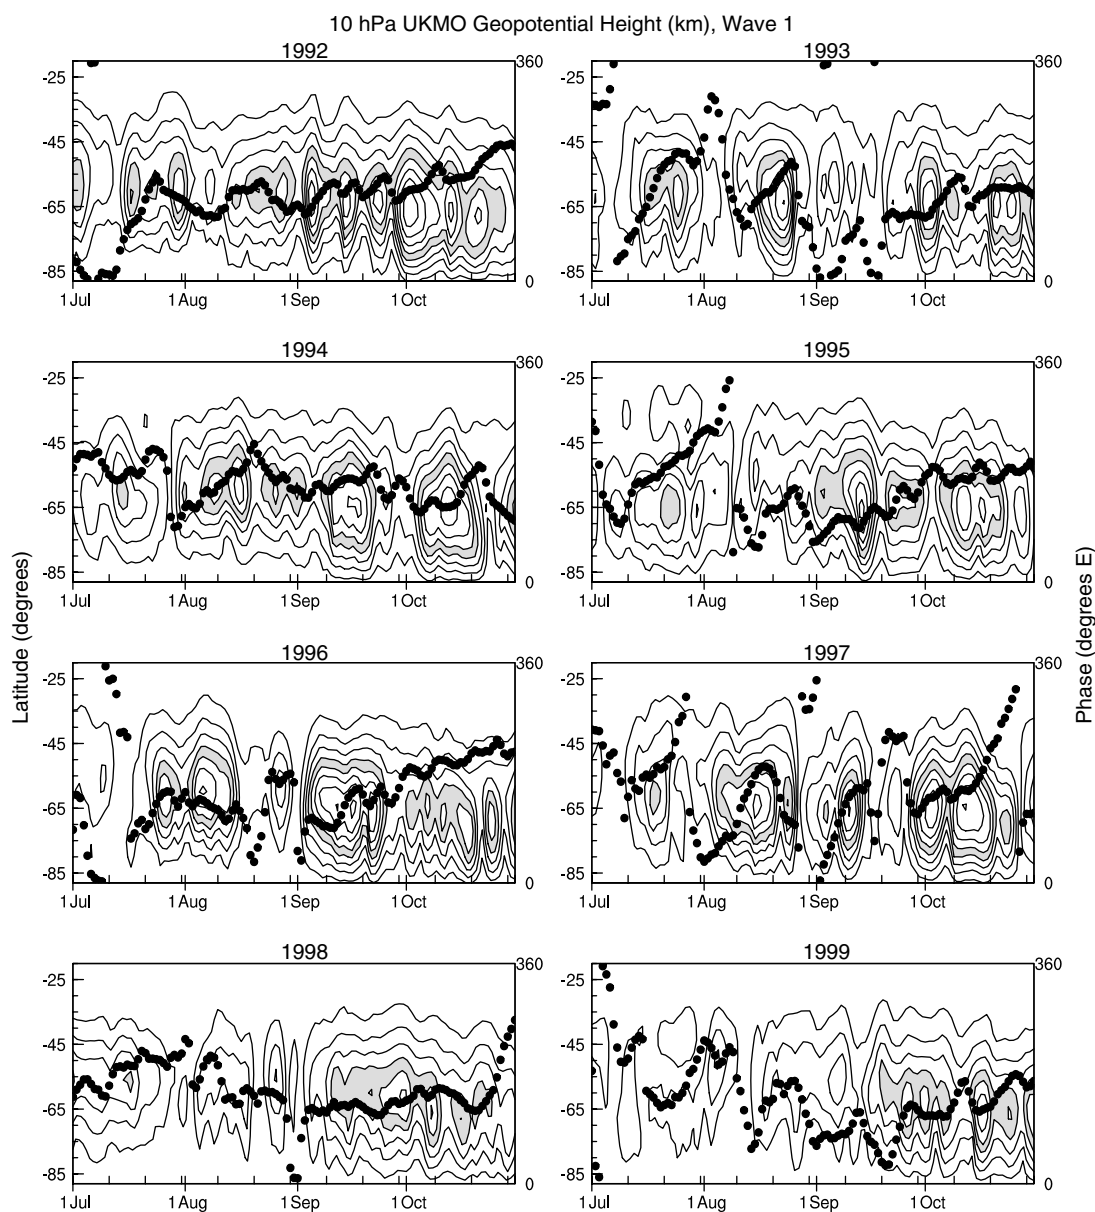 10 hPa UKMO Geopotential Height (km), Wave 1
1992
1993
-25
-45
-65
-85
360
0
1 Jul
1 Aug
1 Sep
1 Oct
-25
-45
-65
-85
360
0
1 Jul
1 Aug
1 Sep
1 Oct
1994
1995
-25
-45
-65
-85
360
0
1 Jul
1 Aug
1 Sep
1 Oct
-25
-45
-65
-85
360
0
1 Jul
1 Aug
1 Sep
1 Oct
Latitude (degrees)
Phase (degrees E)
1996
1997
-25
-45
-65
-85
360
0
1 Jul
1 Aug
1 Sep
1 Oct
-25
-45
-65
-85
360
0
1 Jul
1 Aug
1 Sep
1 Oct
1998
1999
-25
-45
-65
-85
360
0
1 Jul
1 Aug
1 Sep
1 Oct
-25
-45
-65
-85
360
0
1 Jul
1 Aug
1 Sep
1 Oct